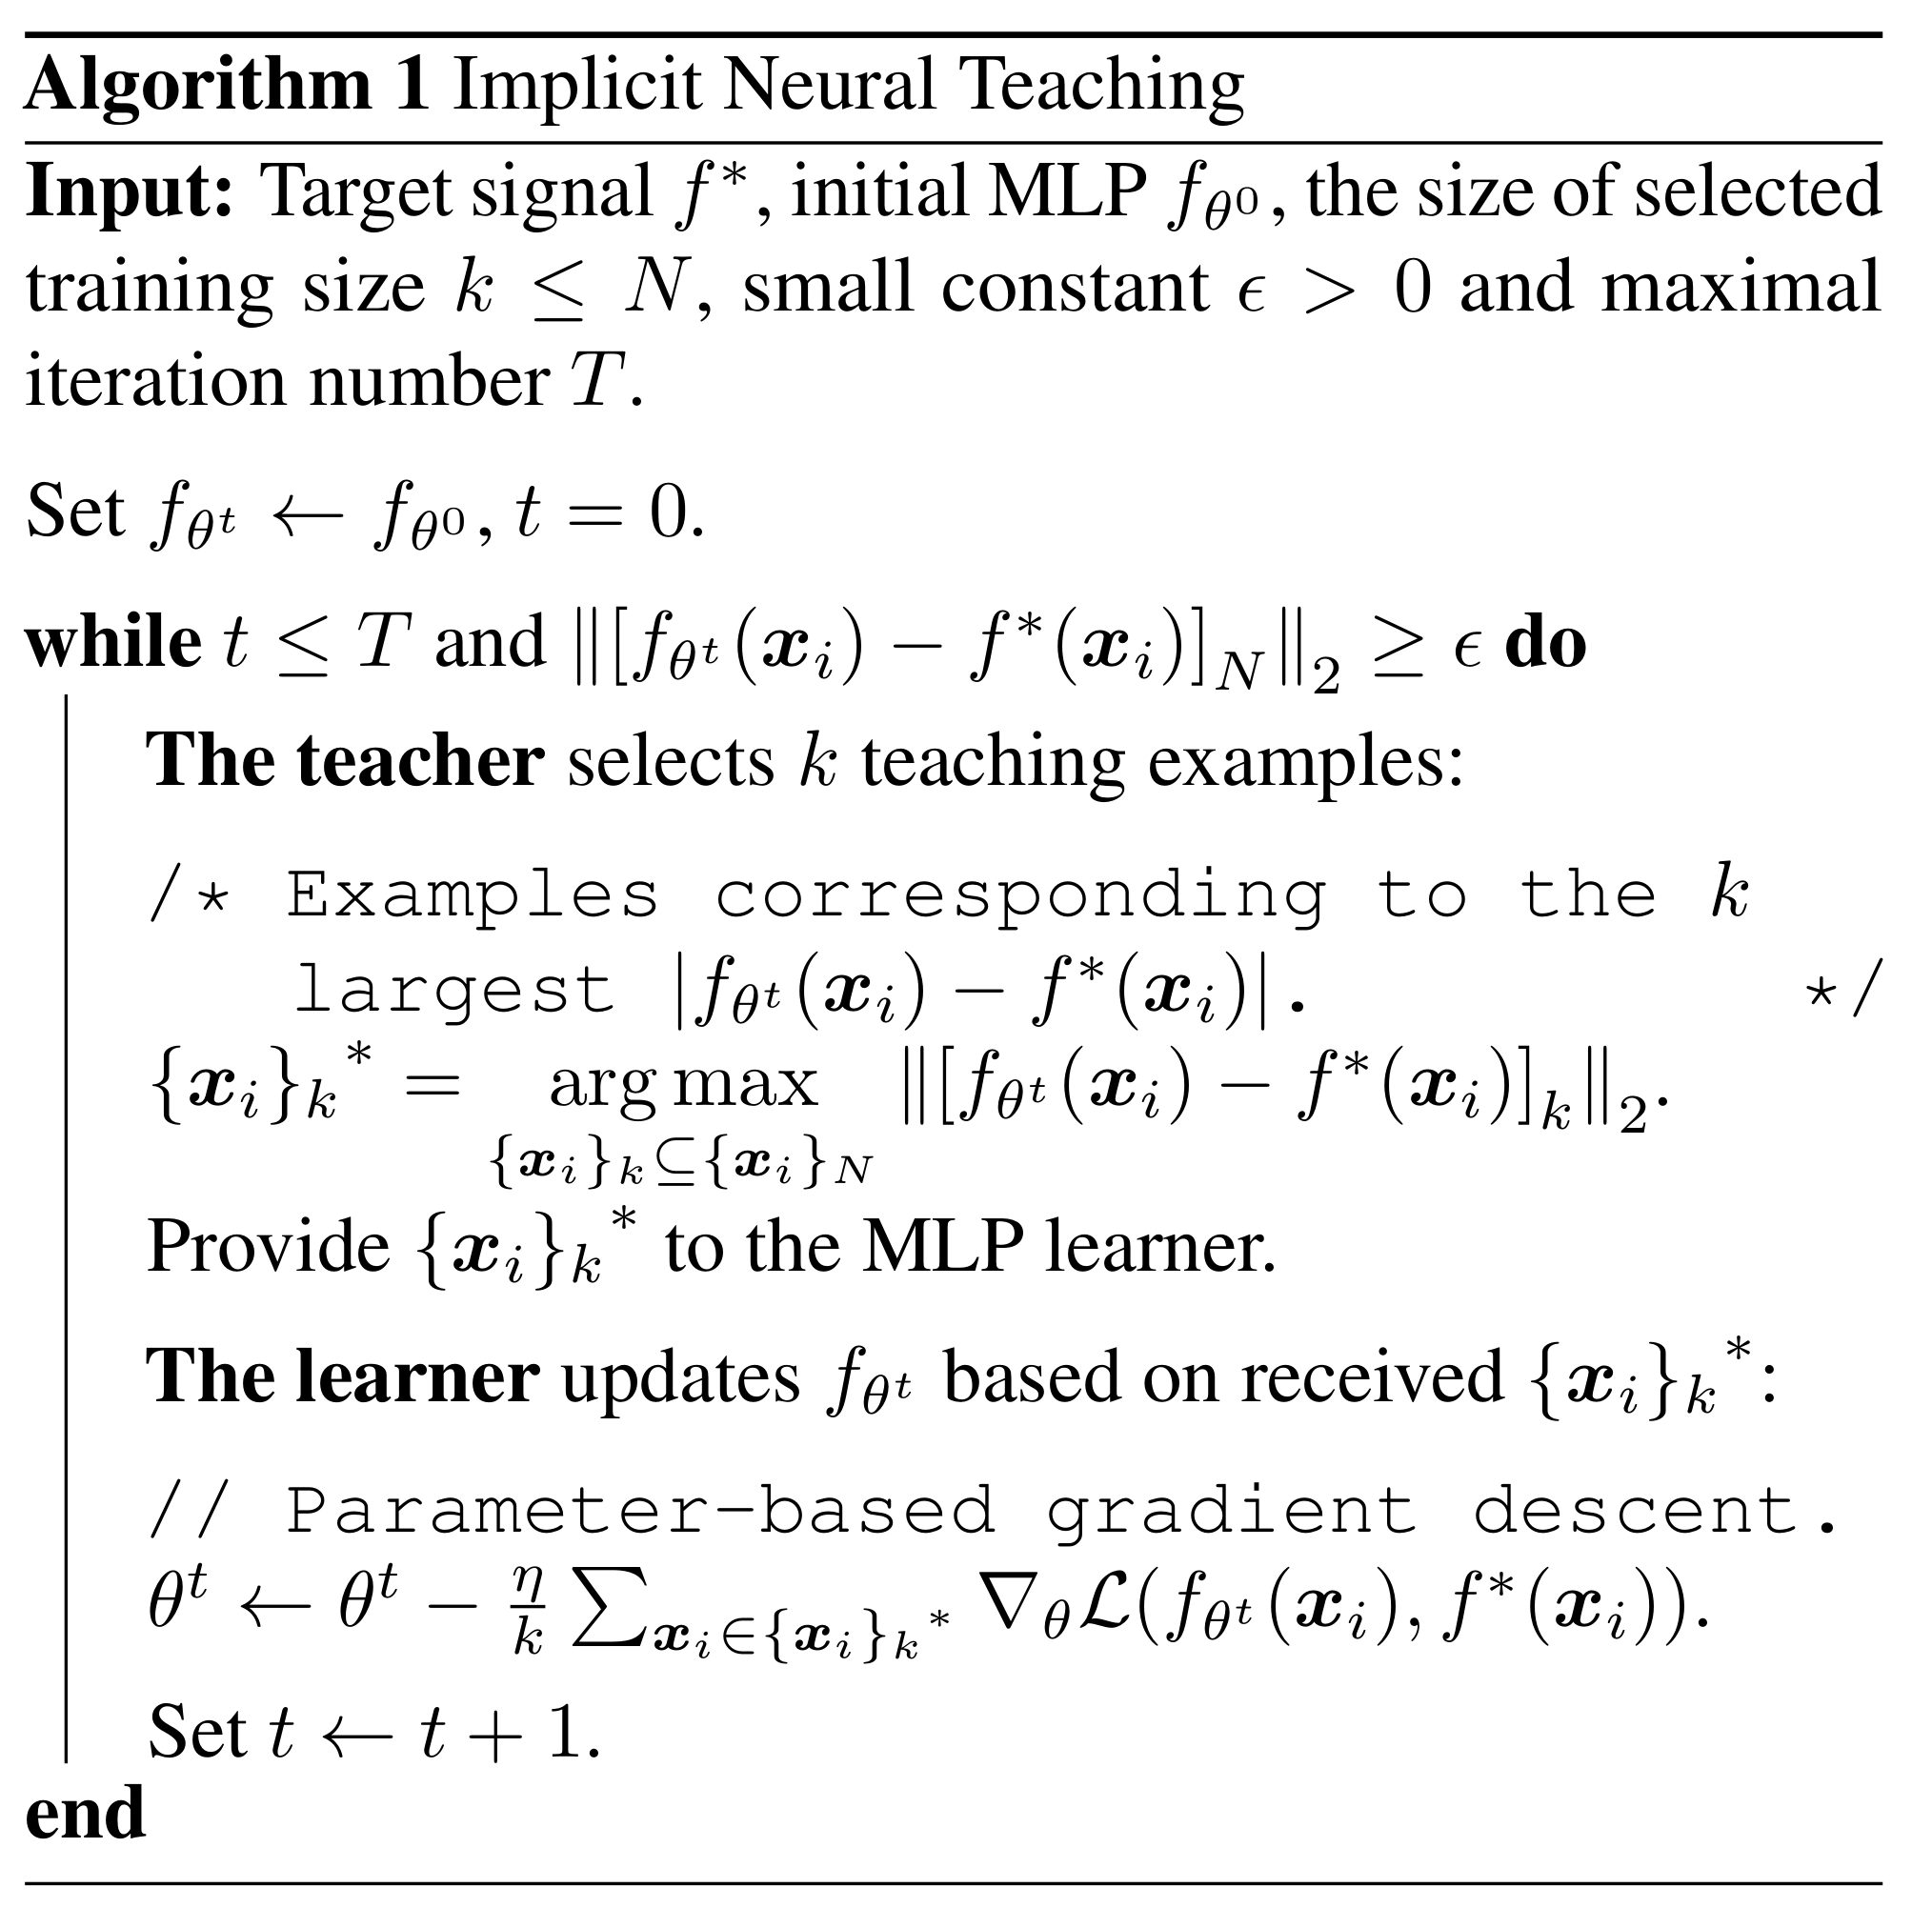 Algorithm 1 Implicit Neural Teaching
Input: Target signal $f^*$, initial MLP $f_{\theta^0}$, the size of selected
training size $k \leq N$, small constant $\epsilon > 0$ and maximal
iteration number $T$.
Set $f_{\theta^t} \leftarrow f_{\theta^0}$, $t = 0$.
while $t \leq T$ and $\|[f_{\theta^t}(\boldsymbol{x}_i) - f^*(\boldsymbol{x}_i)]_N\|_2 \geq \epsilon$ do
The teacher selects $k$ teaching examples:
/* Examples corresponding to the $k$
largest $|f_{\theta^t}(\boldsymbol{x}_i) - f^*(\boldsymbol{x}_i)|$. */
$\{\boldsymbol{x}_i\}_k^* = \underset{\{\boldsymbol{x}_i\}_k \subseteq \{\boldsymbol{x}_i\}_N}{\arg\max} \|[f_{\theta^t}(\boldsymbol{x}_i) - f^*(\boldsymbol{x}_i)]_k\|_2$.
Provide $\{\boldsymbol{x}_i\}_k^*$ to the MLP learner.
The learner updates $f_{\theta^t}$ based on received $\{\boldsymbol{x}_i\}_k^*$:
// Parameter-based gradient descent.
$\theta^t \leftarrow \theta^t - \frac{\eta}{k} \sum_{\boldsymbol{x}_i \in \{\boldsymbol{x}_i\}_k^*} \nabla_\theta \mathcal{L}(f_{\theta^t}(\boldsymbol{x}_i), f^*(\boldsymbol{x}_i))$.
Set $t \leftarrow t + 1$.
end